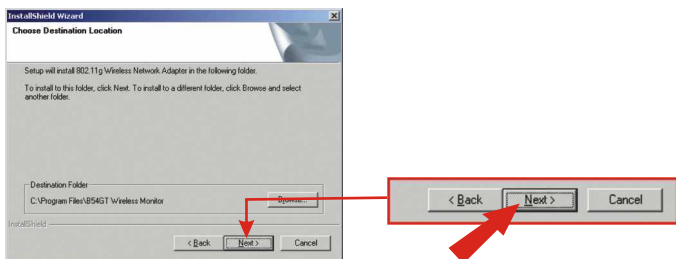 InstallShield Wizard
Choose Destination Location
Setup will install 802.11g Wireless Network Adapter in the following folder.
To install to this folder, click Next. To install to a different folder, click Browse and select
another folder.
Destination Folder
C:\Program Files\B54GT Wireless Monitor
Browse...
InstallShield
< Back Next > Cancel
< Back Next > Cancel